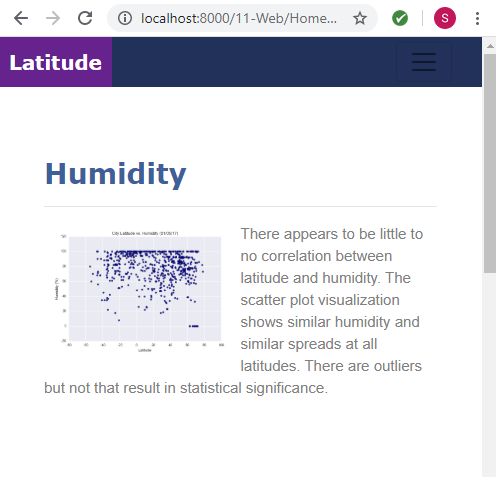 localhost:8000/11-Web/Home...
S
Latitude
Humidity
City Latitude vs. Humidity (01/26/17)
Humidity (%)
Latitude
There appears to be little to
no correlation between
latitude and humidity. The
scatter plot visualization
shows similar humidity and
similar spreads at all
latitudes. There are outliers
but not that result in statistical significance.